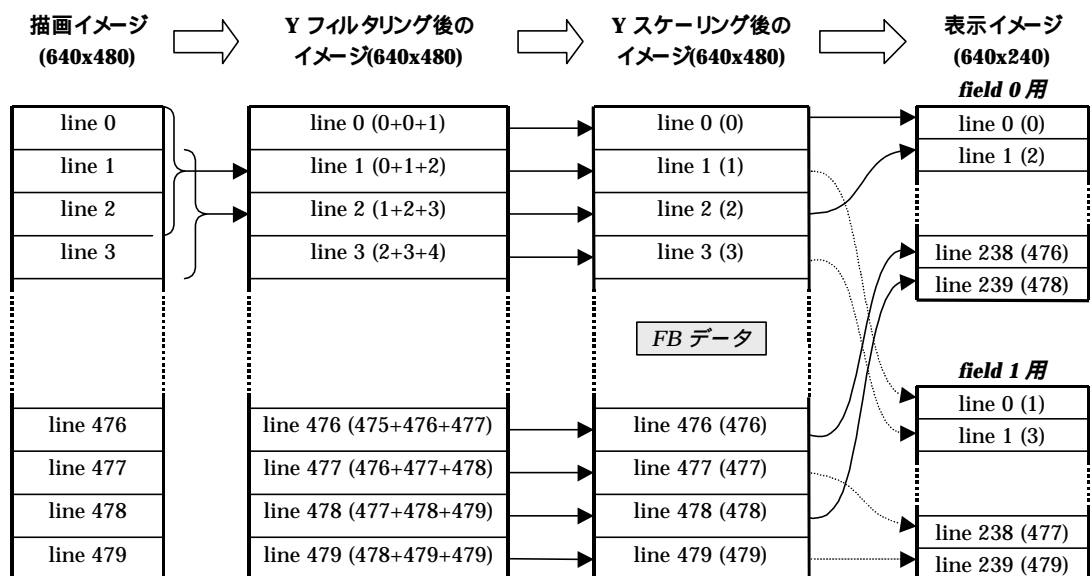 描画イメージ
(640x480)
Y フィルタリング後の
イメージ(640x480)
Y スケーリング後の
イメージ(640x480)
表示イメージ
(640x240)
line 0
line 1
line 2
line 3
line 476
line 477
line 478
line 479
line 0 (0+0+1)
line 1 (0+1+2)
line 2 (1+2+3)
line 3 (2+3+4)
line 476 (475+476+477)
line 477 (476+477+478)
line 478 (477+478+479)
line 479 (478+479+479)
line 0 (0)
line 1 (1)
line 2 (2)
line 3 (3)
FB データ
line 476 (476)
line 477 (477)
line 478 (478)
line 479 (479)
field 0 用
line 0 (0)
line 1 (2)
line 238 (476)
line 239 (478)
field 1 用
line 0 (1)
line 1 (3)
line 238 (477)
line 239 (479)